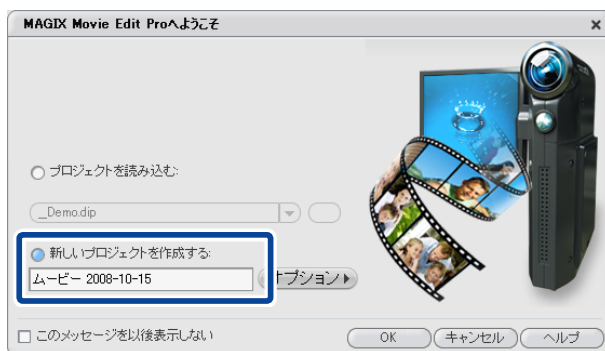 MAGIX Movie Edit Proへようこそ
プロジェクトを読み込む:
_Demo.dip
新しいプロジェクトを作成する:
ムービー 2008-10-15
オプション
このメッセージを以後表示しない
OK キャンセル ヘルプ